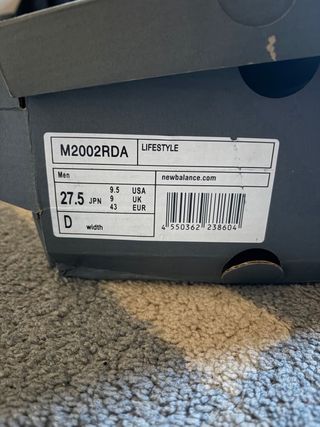 M2002RDA LIFESTYLE
Men newbalance.com
27.5 JPN 9.5 USA
9 UK
43 EUR
D width
4 550362 238604